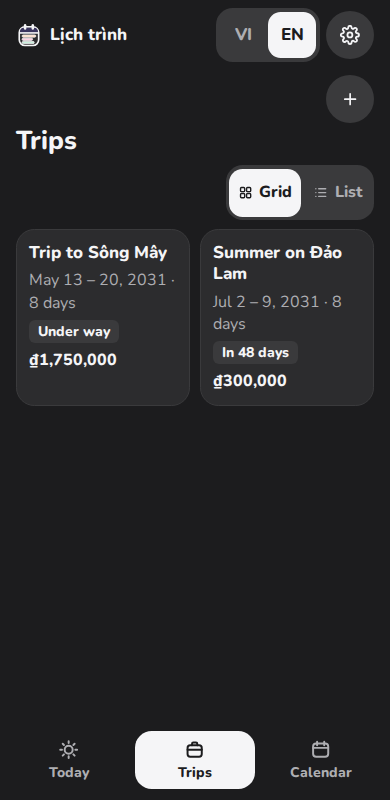 Lịch trình
VI
EN
Trips
Grid
List
Trip to Sông Mây
May 13 – 20, 2031 ·
8 days
Under way
₫1,750,000
Summer on Đảo
Lam
Jul 2 – 9, 2031 · 8
days
In 48 days
₫300,000
Today
Trips
Calendar